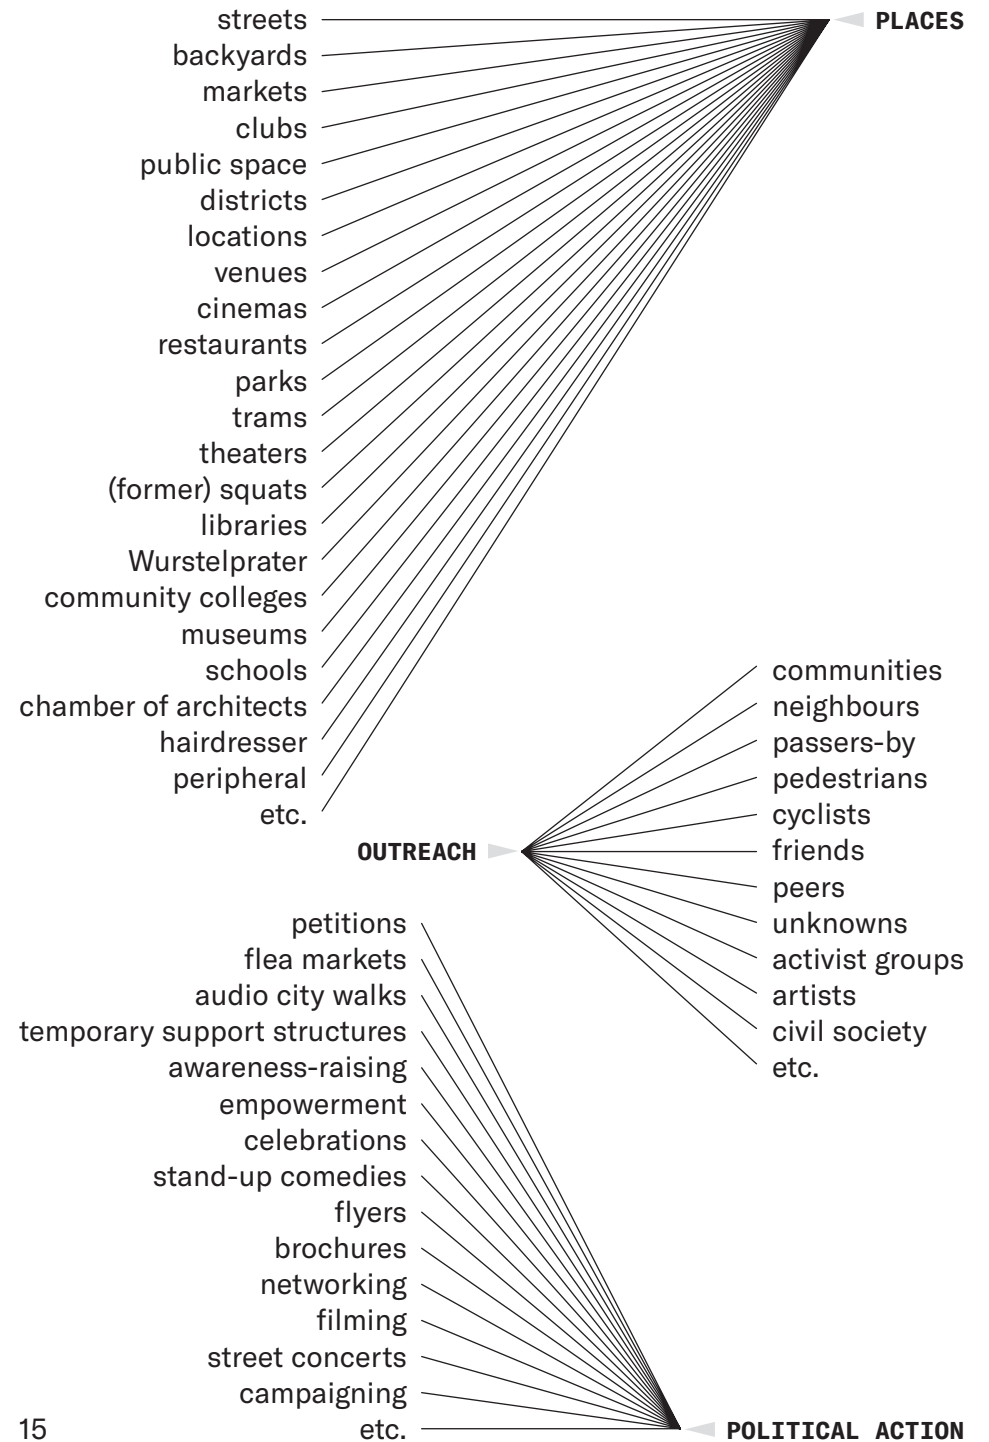 streets
backyards
markets
clubs
public space
districts
locations
venues
cinemas
restaurants
parks
trams
theaters
(former) squats
libraries
Wurstelprater
community colleges
museums
schools
chamber of architects
hairdresser
peripheral
etc.
PLACES
OUTREACH
communities
neighbours
passers-by
pedestrians
cyclists
friends
peers
unknowns
activist groups
artists
civil society
etc.
petitions
flea markets
audio city walks
temporary support structures
awareness-raising
empowerment
celebrations
stand-up comedies
flyers
brochures
networking
filming
street concerts
campaigning
etc.
POLITICAL ACTION
15